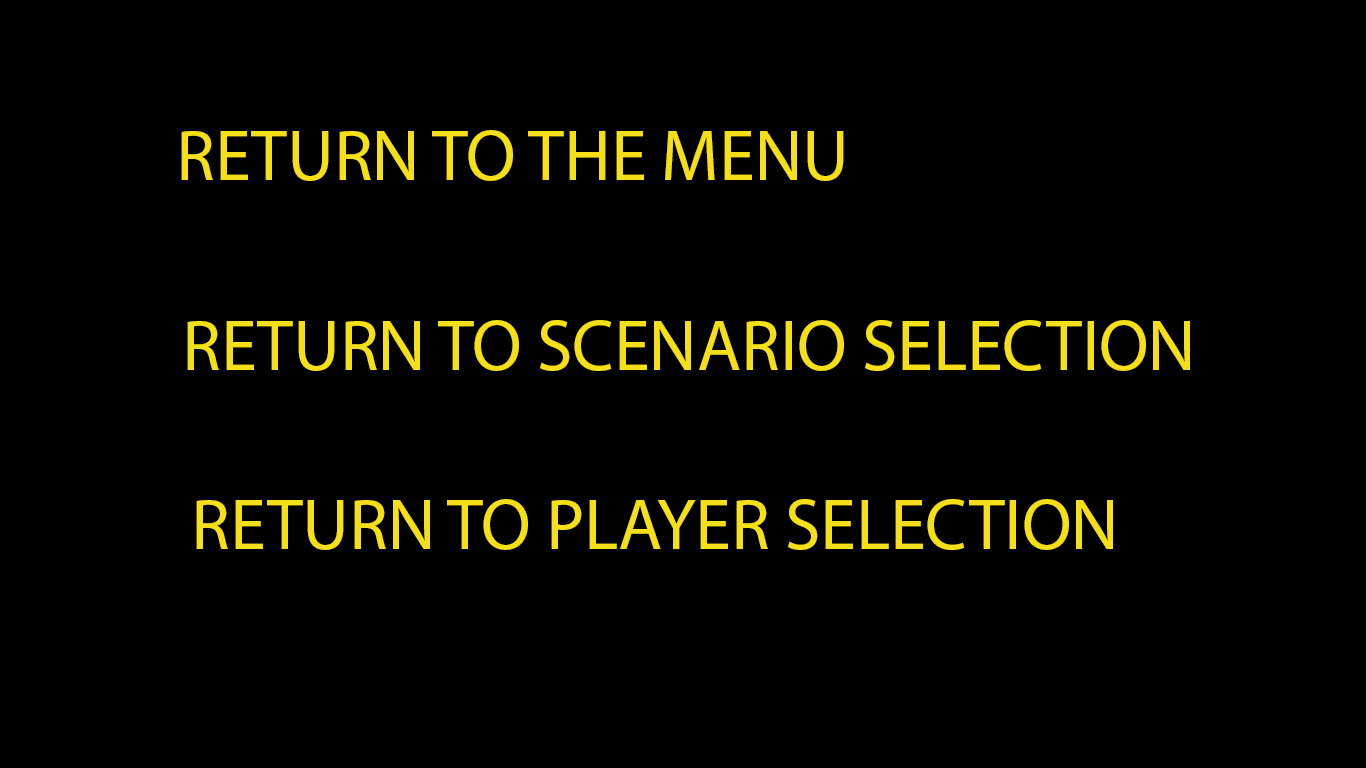 RETURN TO THE MENU
RETURN TO SCENARIO SELECTION
RETURN TO PLAYER SELECTION